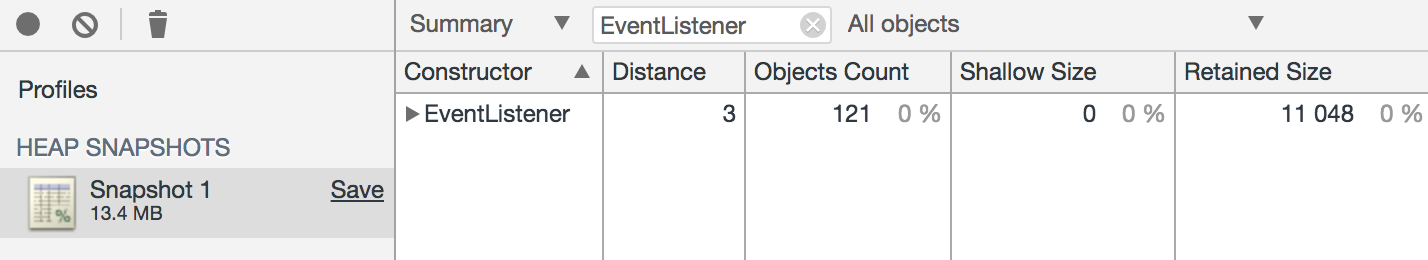 Summary EventListener All objects
Constructor Distance Objects Count Shallow Size Retained Size
EventListener 3 121 0 % 0 0 % 11 048 0 %
Profiles
HEAP SNAPSHOTS
Snapshot 1 Save
13.4 MB